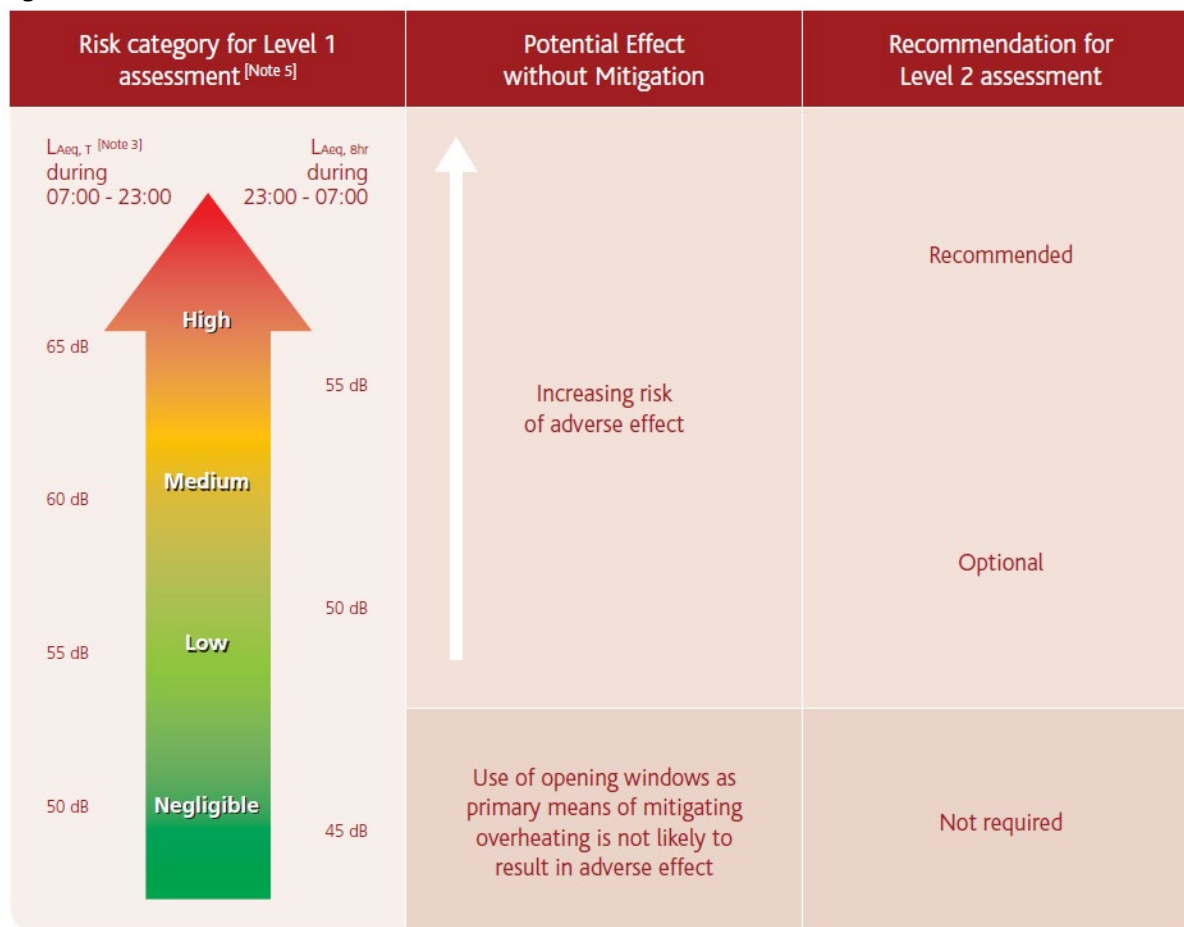 Risk category for Level 1
assessment [Note 5]
Potential Effect
without Mitigation
Recommendation for
Level 2 assessment
LAeq, T [Note 3]
during
07:00 - 23:00
LAeq, 8hr
during
23:00 - 07:00
High
65 dB
55 dB
Medium
60 dB
50 dB
Low
55 dB
Negligible
50 dB
45 dB
Increasing risk
of adverse effect
Use of opening windows as
primary means of mitigating
overheating is not likely to
result in adverse effect
Recommended
Optional
Not required